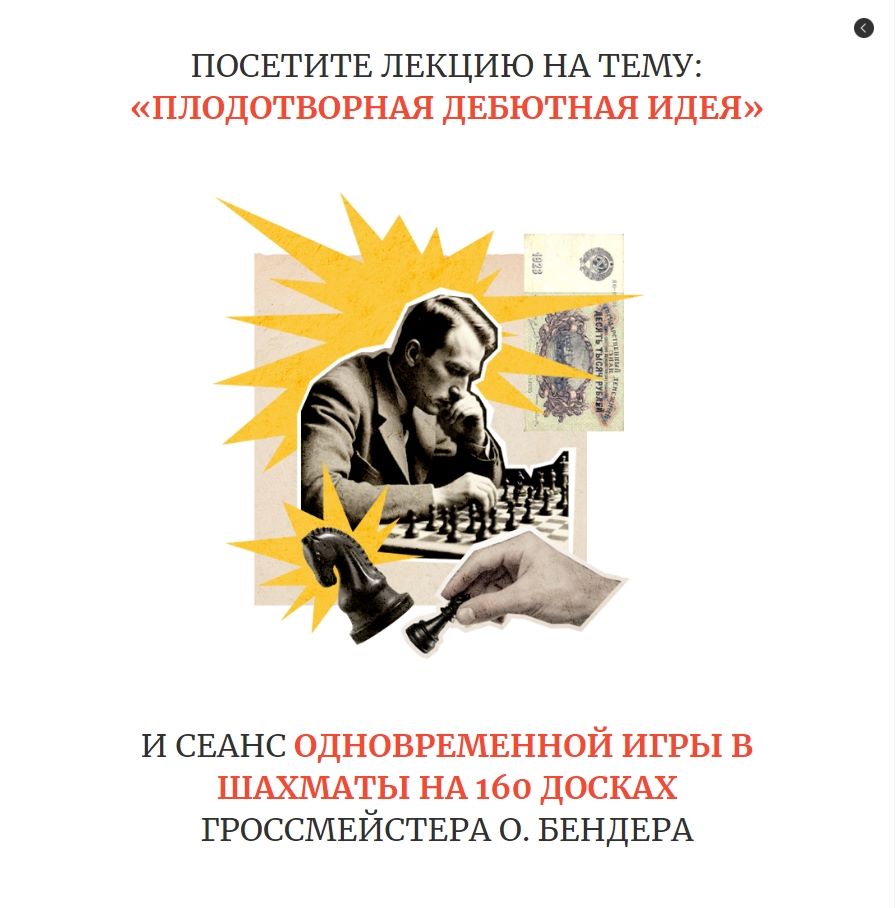 ПОСЕТИТЕ ЛЕКЦИЮ НА ТЕМУ:
«ПЛОДОТВОРНАЯ ДЕБЮТНАЯ ИДЕЯ»
1923
ДЕСЯТЬ ТЫСЯЧ РУБЛЕЙ
И СЕАНС ОДНОВРЕМЕННОЙ ИГРЫ В
ШАХМАТЫ НА 160 ДОСКАХ
ГРОССМЕЙСТЕРА О. БЕНДЕРА